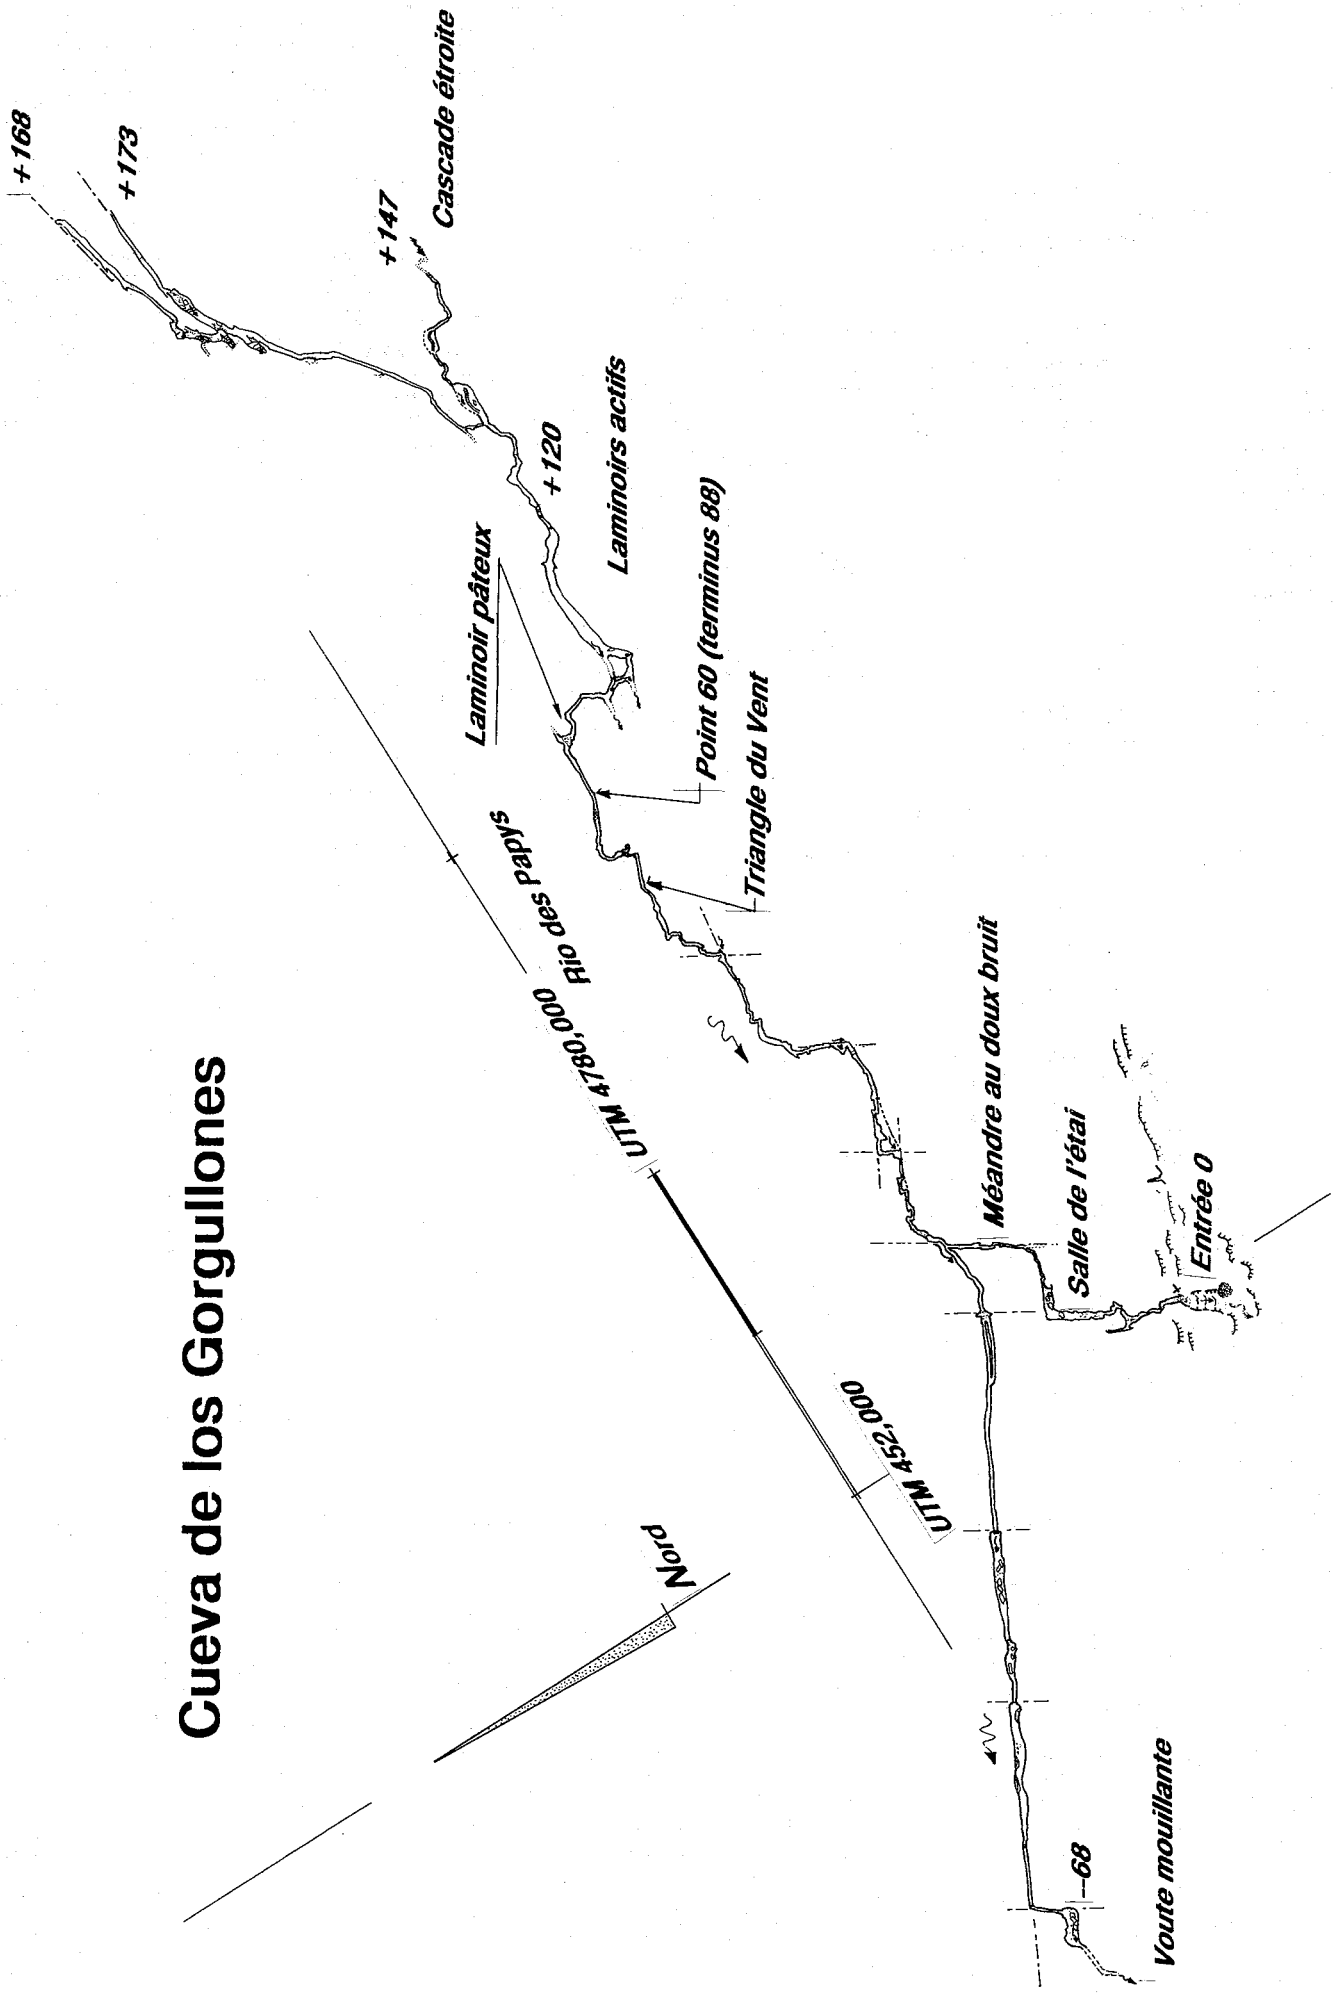 Cueva de los Gorgullones
+168
+173
+147
Cascade étroite
+120
Laminoirs actifs
Laminoir pâteux
Point 60 (terminus 88)
Triangle du Vent
Rio des Papys
UTM 4780,000
UTM 452,000
Nord
Méandre au doux bruit
Salle de l'étai
Entrée 0
-68
Voute mouillante